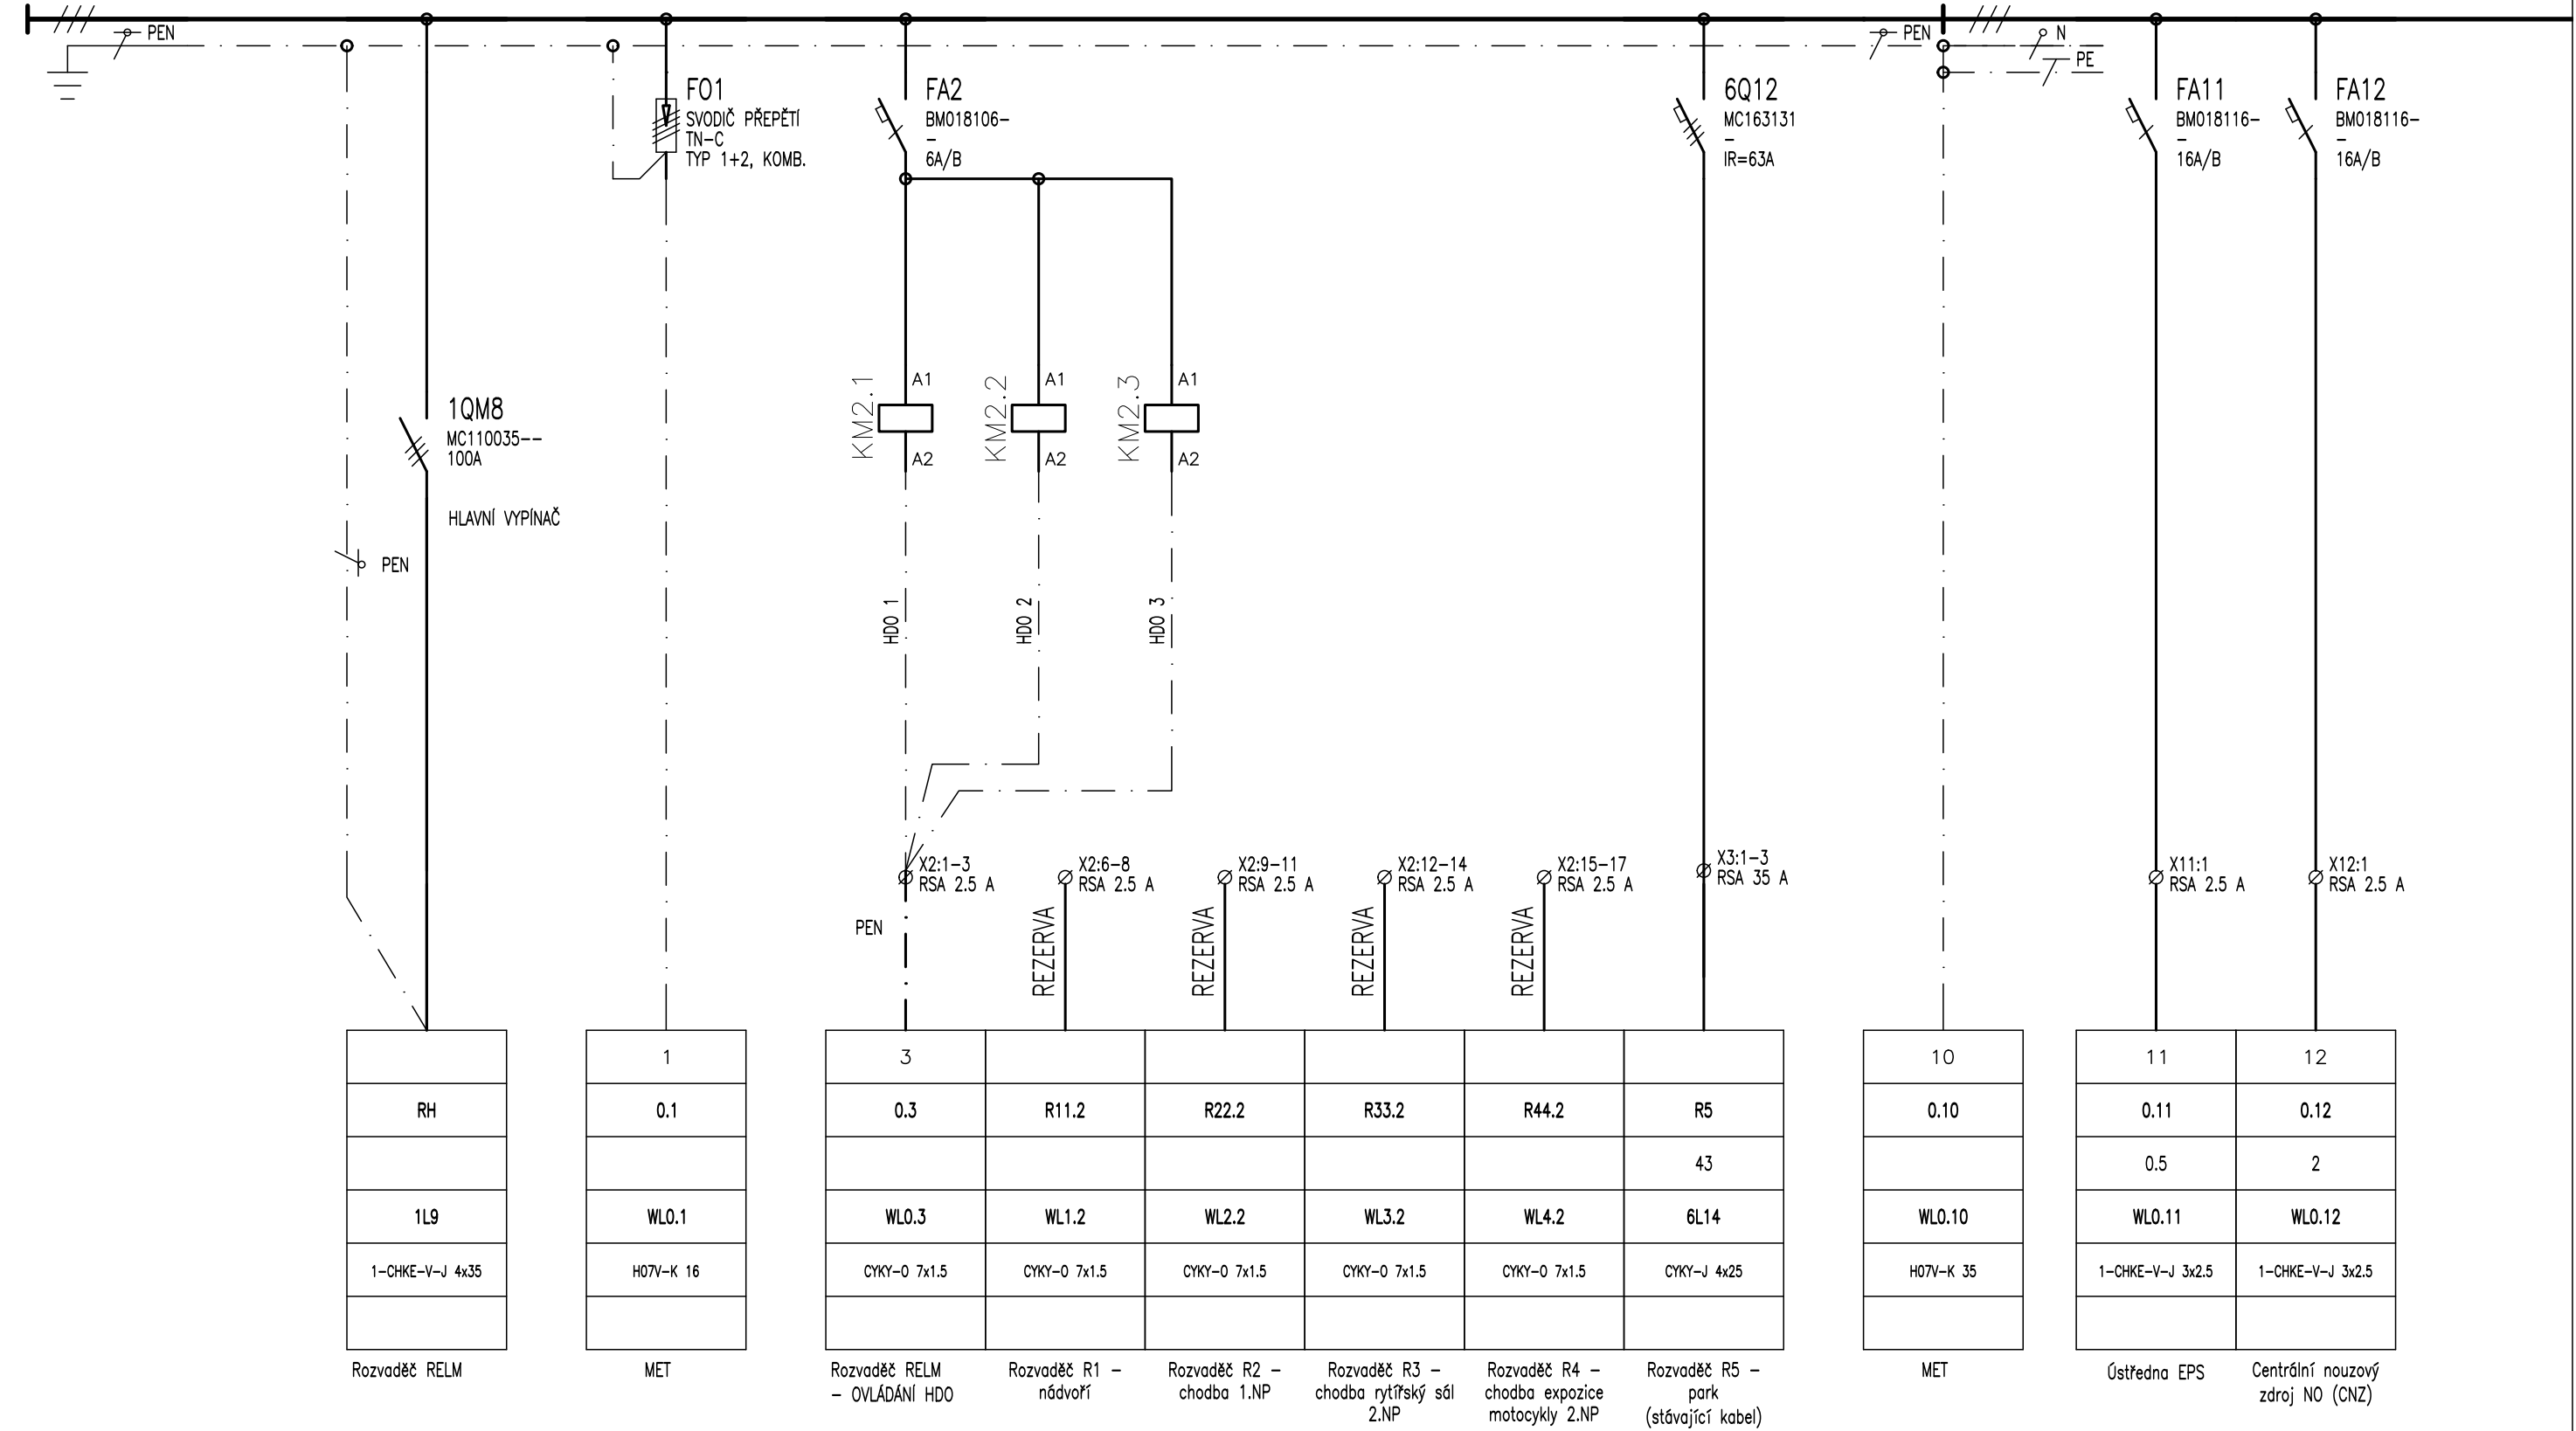 PEN
PEN
N
PE
FO1
SVODIČ PŘEPĚTÍ
TN-C
TYP 1+2, KOMB.
FA2
BM018106-
-
6A/B
6Q12
MC163131
-
IR=63A
FA11
BM018116-
-
16A/B
FA12
BM018116-
-
16A/B
1QM8
MC110035--
100A
HLAVNÍ VYPÍNAČ
PEN
KM2.1
A1
A2
KM2.2
A1
A2
KM2.3
A1
A2
HDO 1
HDO 2
HDO 3
X2:1-3
RSA 2.5 A
X2:6-8
RSA 2.5 A
X2:9-11
RSA 2.5 A
X2:12-14
RSA 2.5 A
X2:15-17
RSA 2.5 A
X3:1-3
RSA 35 A
X11:1
RSA 2.5 A
X12:1
RSA 2.5 A
PEN
REZERVA
REZERVA
REZERVA
REZERVA
1 3 10 11 12
RH 0.1 0.3 R11.2 R22.2 R33.2 R44.2 R5 0.10 0.11 0.12
43 0.5 2
1L9 WL0.1 WL0.3 WL1.2 WL2.2 WL3.2 WL4.2 6L14 WL0.10 WL0.11 WL0.12
1-CHKE-V-J 4x35 H07V-K 16 CYKY-O 7x1.5 CYKY-O 7x1.5 CYKY-O 7x1.5 CYKY-O 7x1.5 CYKY-O 7x1.5 CYKY-J 4x25 H07V-K 35 1-CHKE-V-J 3x2.5 1-CHKE-V-J 3x2.5
Rozvaděč RELM
MET
Rozvaděč RELM
- OVLÁDÁNÍ HDO
Rozvaděč R1 -
nádvoří
Rozvaděč R2 -
chodba 1.NP
Rozvaděč R3 -
chodba rytířský sál
2.NP
Rozvaděč R4 -
chodba expozice
motocykly 2.NP
Rozvaděč R5 -
park
(stávající kabel)
MET
Ústředna EPS
Centrální nouzový
zdroj NO (CNZ)